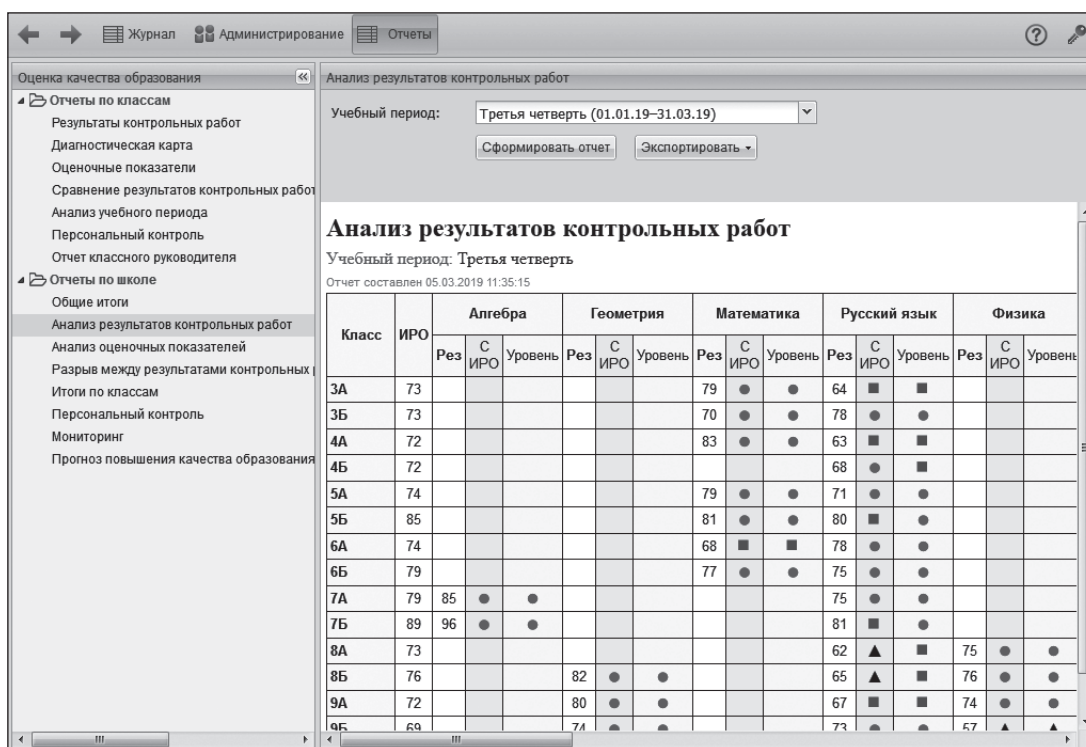 Журнал Администрирование Отчеты
Оценка качества образования
Отчеты по классам
Результаты контрольных работ
Диагностическая карта
Оценочные показатели
Сравнение результатов контрольных работ
Анализ учебного периода
Персональный контроль
Отчет классного руководителя
Отчеты по школе
Общие итоги
Анализ результатов контрольных работ
Анализ оценочных показателей
Разрыв между результатами контрольных
Итоги по классам
Персональный контроль
Мониторинг
Прогноз повышения качества образования
Анализ результатов контрольных работ
Учебный период: Третья четверть (01.01.19–31.03.19)
Сформировать отчет Экспортировать
Анализ результатов контрольных работ
Учебный период: Третья четверть
Отчет составлен 05.03.2019 11:35:15
Класс ИРО Алгебра Геометрия Математика Русский язык Физика
Рез С ИРО Уровень Рез С ИРО Уровень Рез С ИРО Уровень Рез С ИРО Уровень Рез С ИРО Уровень
3А 73 79 64
3Б 73 70 78
4А 72 83 63
4Б 72 68
5А 74 79 71
5Б 85 81 80
6А 74 68 78
6Б 79 77 75
7А 79 85 75
7Б 89 96 81
8А 73 62 75
8Б 76 82 65 76
9А 72 80 67 74
9Б 69 74 73 57